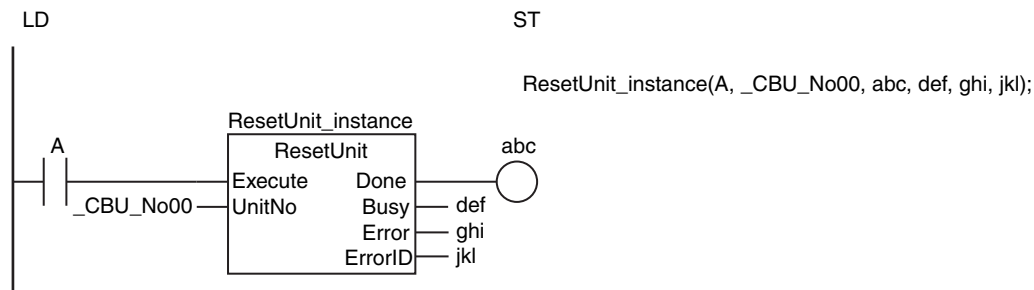 LD
ST
ResetUnit_instance(A, _CBU_No00, abc, def, ghi, jkl);
ResetUnit_instance
A
ResetUnit
abc
Execute Done
_CBU_No00 UnitNo Busy def
Error ghi
ErrorID jkl